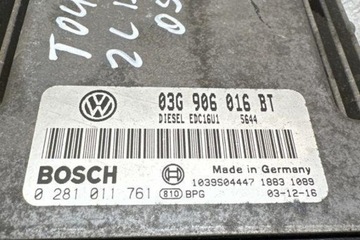 TOU
2L
03G 906 016 BT
DIESEL EDC16U1 5644
BOSCH
Made in Germany
1039S04447 1883 1089
0 281 011 761 810 BPG 03-12-16